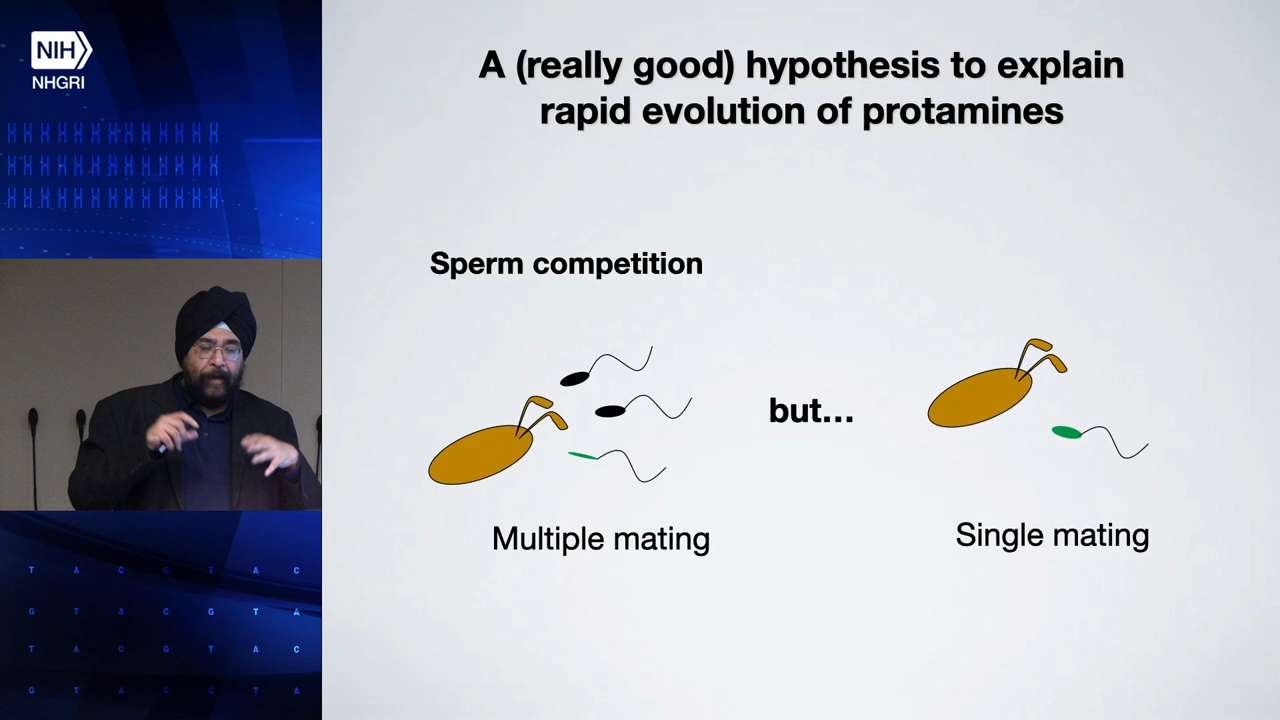 NIH
NHGRI
A (really good) hypothesis to explain
rapid evolution of protamines
Sperm competition
but...
Multiple mating
Single mating
T A C G T A C
G T A C G T A
T A C G T A C
G T A C G T A